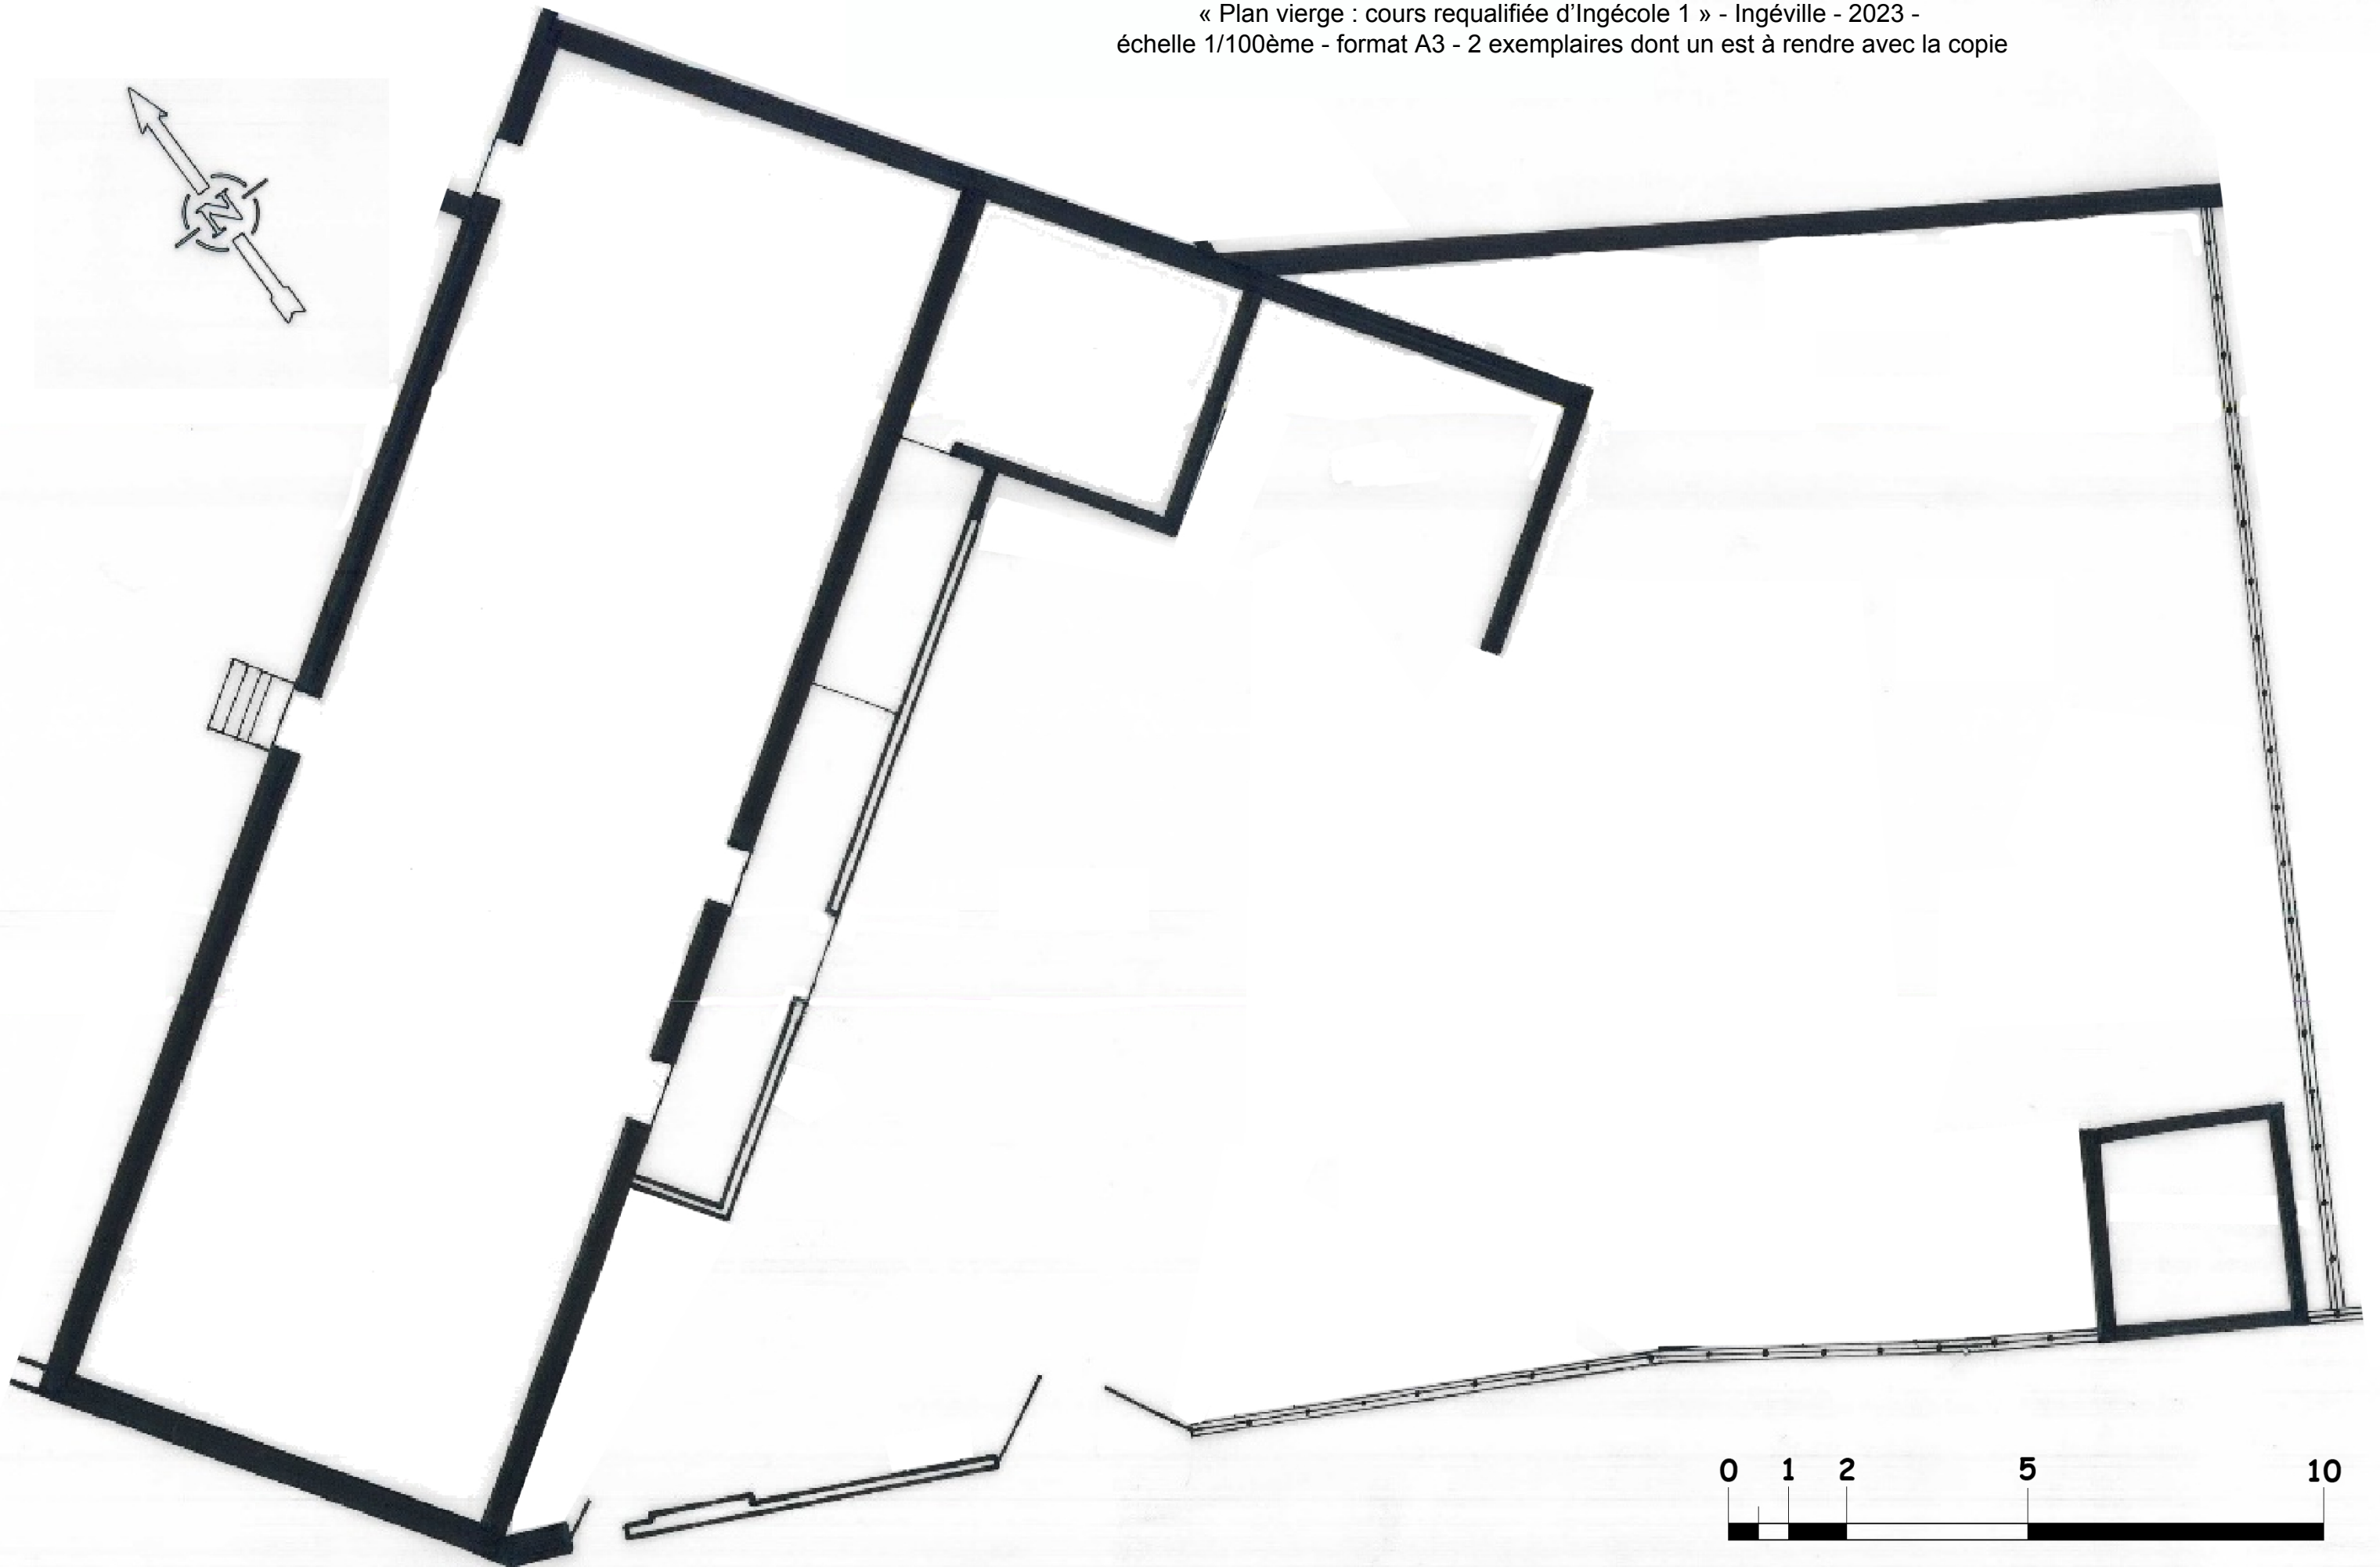 « Plan vierge : cours requalifiée d’Ingécole 1 » - Ingéville - 2023 -
échelle 1/100ème - format A3 - 2 exemplaires dont un est à rendre avec la copie
N
0 1 2 5 10